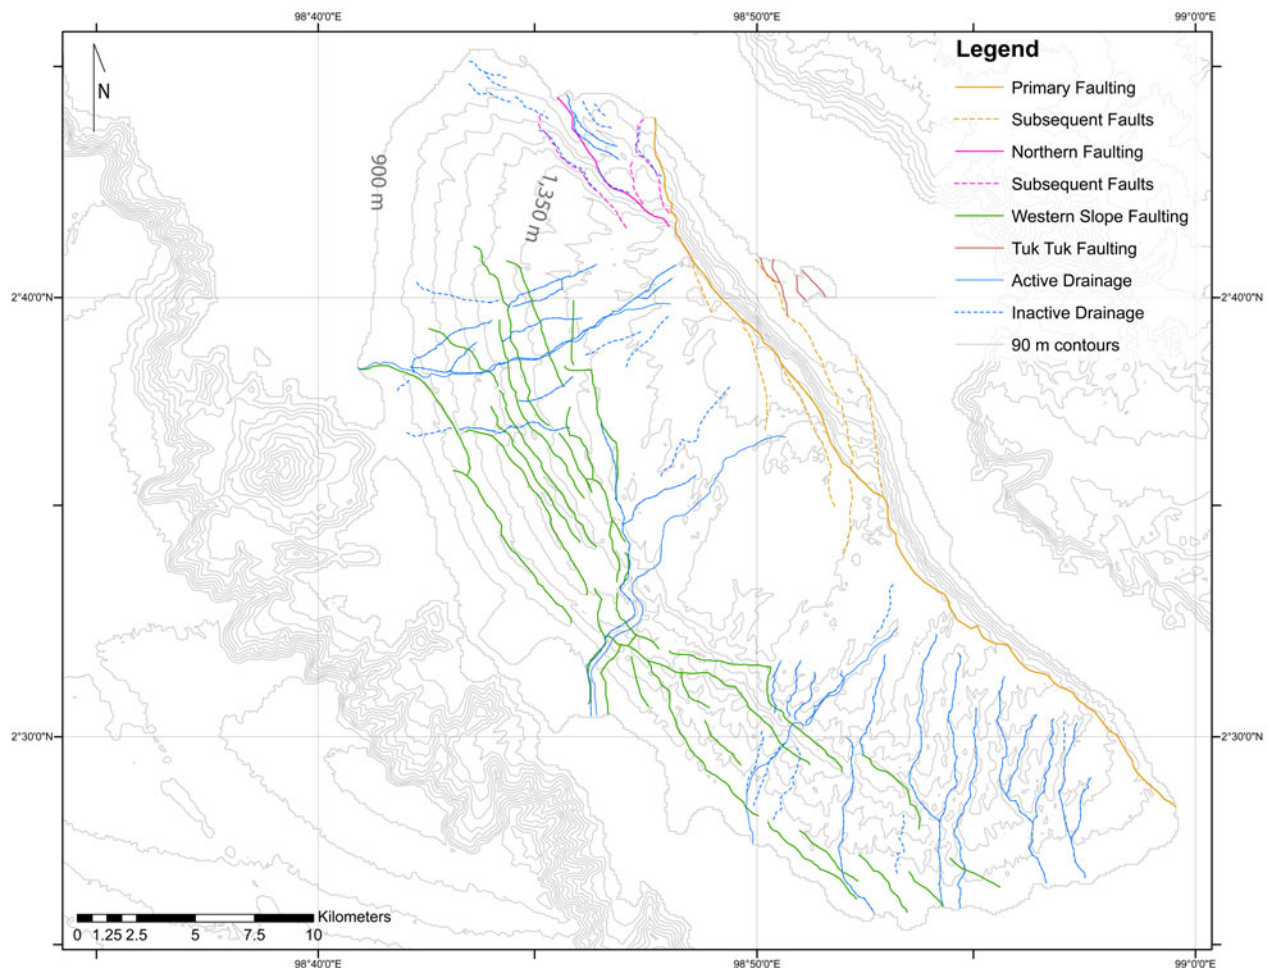 98°40'0"E 98°50'0"E 99°0'0"E
N
Legend
Primary Faulting
Subsequent Faults
Northern Faulting
Subsequent Faults
Western Slope Faulting
Tuk Tuk Faulting
Active Drainage
Inactive Drainage
90 m contours
900 m
1,350 m
2°40'0"N 2°40'0"N
2°30'0"N 2°30'0"N
Kilometers
0 1.25 2.5 5 7.5 10
98°40'0"E 98°50'0"E 99°0'0"E